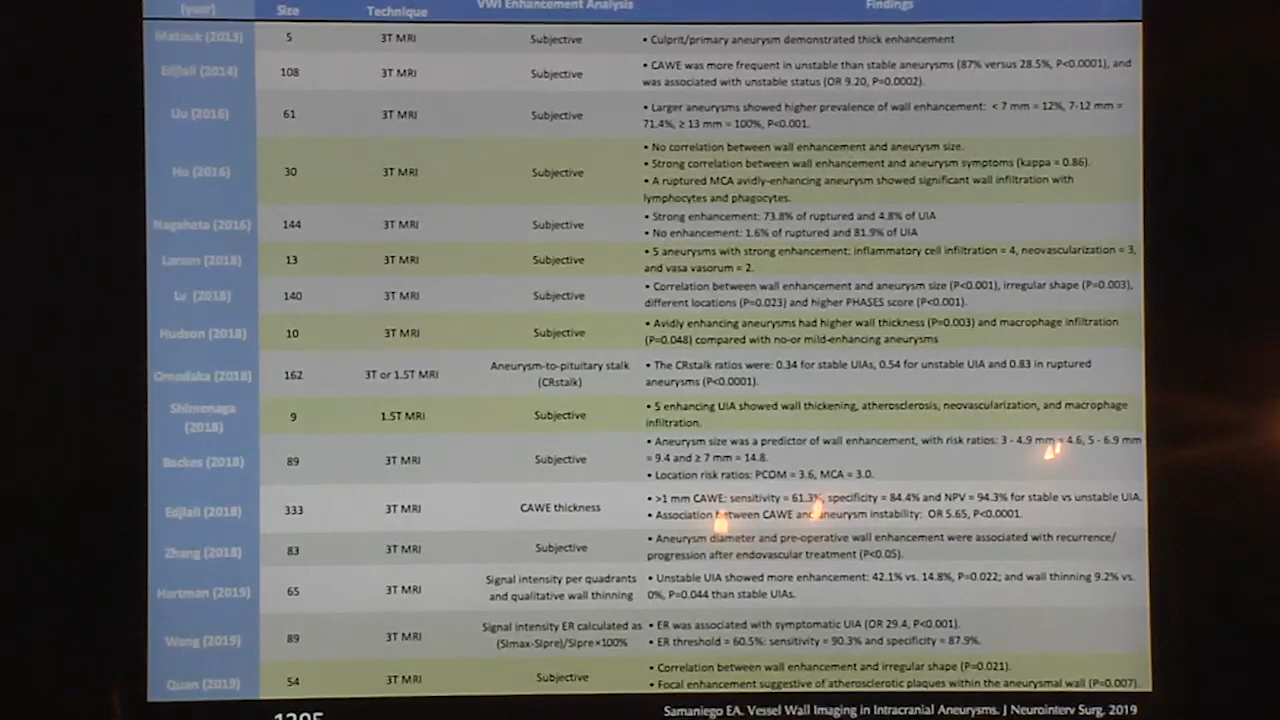 (year) Size Technique VWI Enhancement Analysis Findings
Matouk (2013) 5 3T MRI Subjective • Culprit/primary aneurysm demonstrated thick enhancement
Edjlali (2014) 108 3T MRI Subjective • CAWE was more frequent in unstable than stable aneurysms (87% versus 28.5%, P<0.0001), and
was associated with unstable status (OR 9.20, P=0.0002).
Liu (2016) 61 3T MRI Subjective • Larger aneurysms showed higher prevalence of wall enhancement: < 7 mm = 12%, 7-12 mm =
71.4%, ≥ 13 mm = 100%, P<0.001.
• No correlation between wall enhancement and aneurysm size.
Hu (2016) 30 3T MRI Subjective • Strong correlation between wall enhancement and aneurysm symptoms (kappa = 0.86).
• A ruptured MCA avidly-enhancing aneurysm showed significant wall infiltration with
lymphocytes and phagocytes.
Nagahata (2016) 144 3T MRI Subjective • Strong enhancement: 73.8% of ruptured and 4.8% of UIA
• No enhancement: 1.6% of ruptured and 81.9% of UIA
Larsen (2018) 13 3T MRI Subjective • 5 aneurysms with strong enhancement: inflammatory cell infiltration = 4, neovascularization = 3,
and vasa vasorum = 2.
Lv (2018) 140 3T MRI Subjective • Correlation between wall enhancement and aneurysm size (P<0.001), irregular shape (P=0.003),
different locations (P=0.023) and higher PHASES score (P<0.001).
Hudson (2018) 10 3T MRI Subjective • Avidly enhancing aneurysms had higher wall thickness (P=0.003) and macrophage infiltration
(P=0.048) compared with no-or mild-enhancing aneurysms
Omodaka (2018) 162 3T or 1.5T MRI Aneurysm-to-pituitary stalk • The CRstalk ratios were: 0.34 for stable UIAs, 0.54 for unstable UIA and 0.83 in ruptured
(CRstalk) aneurysms (P<0.0001).
Shimonaga 9 1.5T MRI Subjective • 5 enhancing UIA showed wall thickening, atherosclerosis, neovascularization, and macrophage
(2018) infiltration.
• Aneurysm size was a predictor of wall enhancement, with risk ratios: 3 - 4.9 mm = 4.6, 5 - 6.9 mm
Backes (2018) 89 3T MRI Subjective = 9.4 and ≥ 7 mm = 14.8.
• Location risk ratios: PCOM = 3.6, MCA = 3.0.
Edjlali (2018) 333 3T MRI CAWE thickness • >1 mm CAWE: sensitivity = 61.3%, specificity = 84.4% and NPV = 94.3% for stable vs unstable UIA.
• Association between CAWE and aneurysm instability: OR 5.65, P<0.0001.
Zhang (2018) 83 3T MRI Subjective • Aneurysm diameter and pre-operative wall enhancement were associated with recurrence/
progression after endovascular treatment (P<0.05).
Hartman (2019) 65 3T MRI Signal intensity per quadrants • Unstable UIA showed more enhancement: 42.1% vs. 14.8%, P=0.022; and wall thinning 9.2% vs.
and qualitative wall thinning 0%, P=0.044 than stable UIAs.
Wang (2019) 89 3T MRI Signal intensity ER calculated as • ER was associated with symptomatic UIA (OR 29.4, P<0.001).
(SImax-SIpre)/SIpre×100% • ER threshold = 60.5%: sensitivity = 90.3% and specificity = 87.9%.
Quan (2019) 54 3T MRI Subjective • Correlation between wall enhancement and irregular shape (P=0.021).
• Focal enhancement suggestive of atherosclerotic plaques within the aneurysmal wall (P=0.007).
Samaniego EA. Vessel Wall Imaging in Intracranial Aneurysms. J Neurointerv Surg, 2019